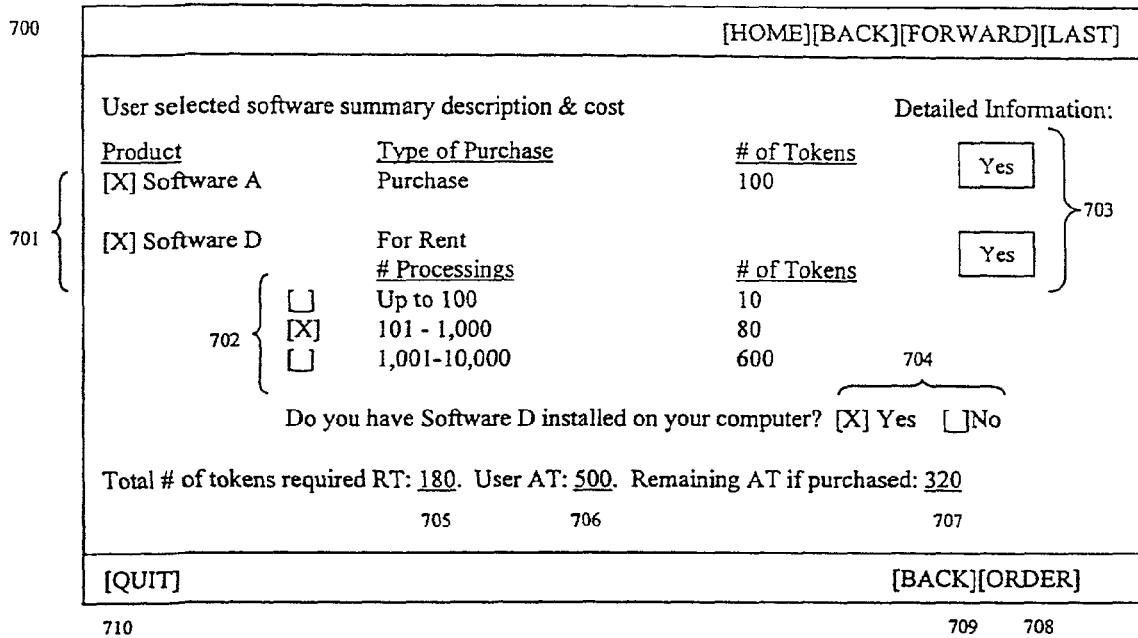 700
[HOME][BACK][FORWARD][LAST]
User selected software summary description & cost Detailed Information:
Product Type of Purchase # of Tokens
[X] Software A Purchase 100 Yes
703
701
[X] Software D For Rent Yes
# Processings # of Tokens
[_] Up to 100 10
702 [X] 101 - 1,000 80
[_] 1,001-10,000 600 704
Do you have Software D installed on your computer? [X] Yes [_]No
Total # of tokens required RT: 180. User AT: 500. Remaining AT if purchased: 320
705 706 707
[QUIT] [BACK][ORDER]
710 709 708